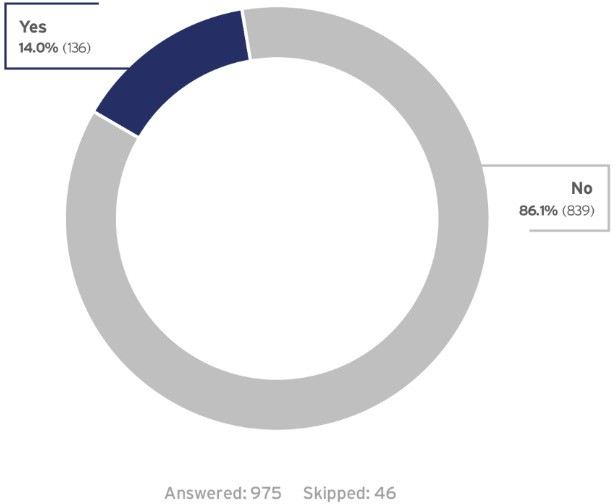 Yes
14.0% (136)
No
86.1% (839)
Answered: 975 Skipped: 46